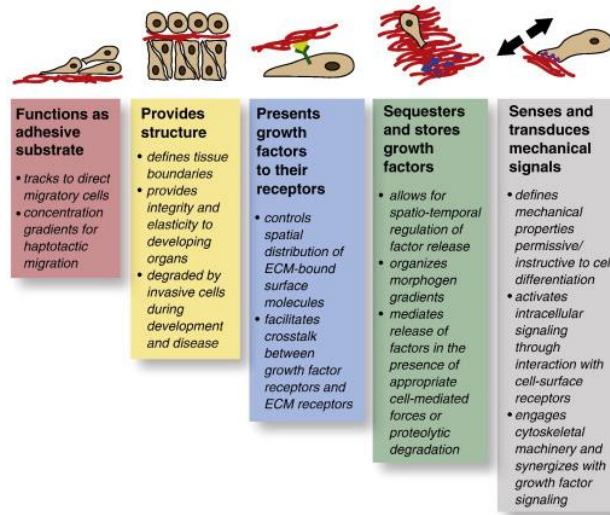 Functions as
adhesive
substrate
• tracks to direct
migratory cells
• concentration
gradients for
haptotactic
migration
Provides
structure
• defines tissue
boundaries
• provides
integrity and
elasticity to
developing
organs
• degraded by
invasive cells
during
development
and disease
Presents
growth
factors
to their
receptors
• controls
spatial
distribution of
ECM-bound
surface
molecules
• facilitates
crosstalk
between
growth factor
receptors and
ECM receptors
Sequesters
and stores
growth
factors
• allows for
spatio-temporal
regulation of
factor release
• organizes
morphogen
gradients
• mediates
release of
factors in the
presence of
appropriate
cell-mediated
forces or
proteolytic
degradation
Senses and
transduces
mechanical
signals
• defines
mechanical
properties
permissive/
instructive to cell
differentiation
• activates
intracellular
signaling
through
interaction with
cell-surface
receptors
• engages
cytoskeletal
machinery and
synergizes with
growth factor
signaling